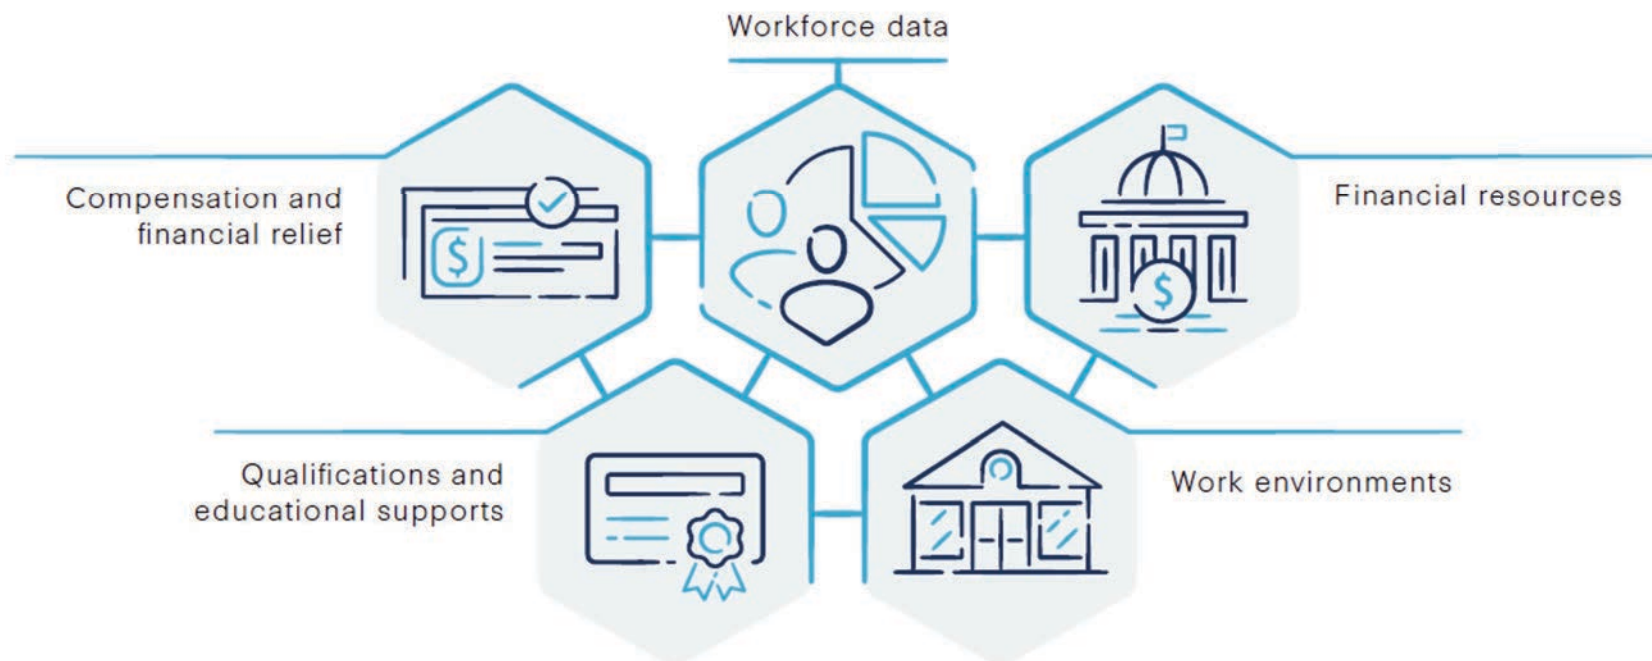 Workforce data
Compensation and
financial relief
Financial resources
$
$
Qualifications and
educational supports
Work environments